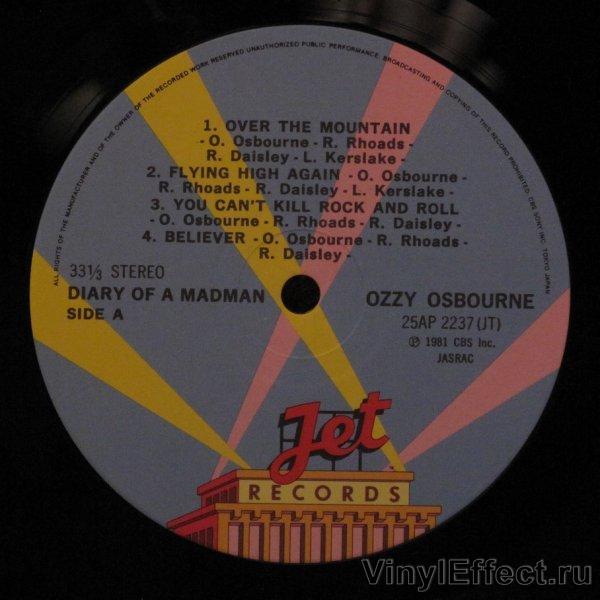 ALL RIGHTS OF THE MANUFACTURER AND OF THE OWNER OF THE RECORDED WORK RESERVED UNAUTHORIZED PUBLIC PERFORMANCE, BROADCASTING AND COPYING OF THIS RECORD PROHIBITED. CBS SONY INC. TOKYO JAPAN
1. OVER THE MOUNTAIN
- O. Osbourne - R. Rhoads -
R. Daisley - L. Kerslake -
2. FLYING HIGH AGAIN - O. Osbourne -
R. Rhoads - R. Daisley - L. Kerslake -
3. YOU CAN'T KILL ROCK AND ROLL
- O. Osbourne - R. Rhoads - R. Daisley -
4. BELIEVER - O. Osbourne - R. Rhoads -
R. Daisley -
33⅓ STEREO
DIARY OF A MADMAN
SIDE A
OZZY OSBOURNE
25AP 2237(JT)
℗ 1981 CBS Inc.
JASRAC
Jet
RECORDS
VinylEffect.ru